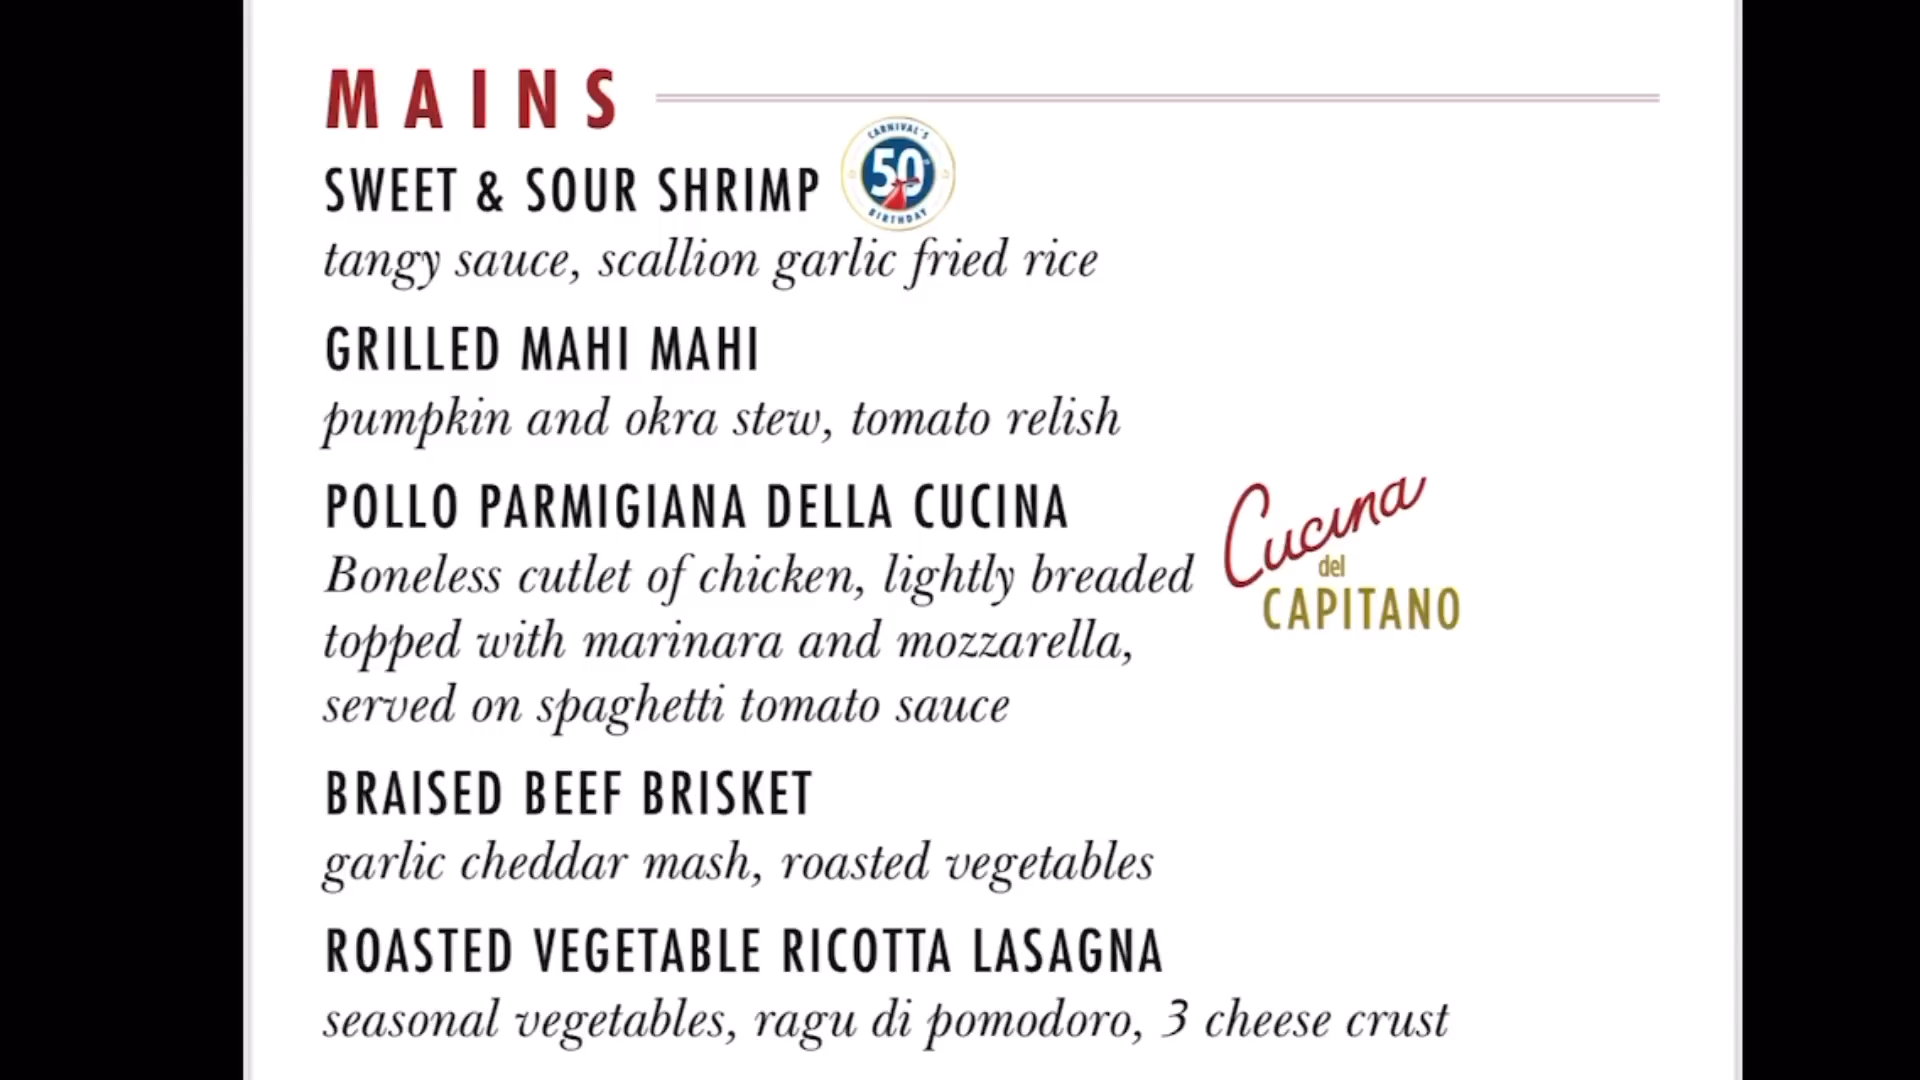 MAINS
SWEET & SOUR SHRIMP
CARNIVAL'S
50
BIRTHDAY
tangy sauce, scallion garlic fried rice
GRILLED MAHI MAHI
pumpkin and okra stew, tomato relish
POLLO PARMIGIANA DELLA CUCINA
Boneless cutlet of chicken, lightly breaded
topped with marinara and mozzarella,
served on spaghetti tomato sauce
Cucina
del
CAPITANO
BRAISED BEEF BRISKET
garlic cheddar mash, roasted vegetables
ROASTED VEGETABLE RICOTTA LASAGNA
seasonal vegetables, ragu di pomodoro, 3 cheese crust